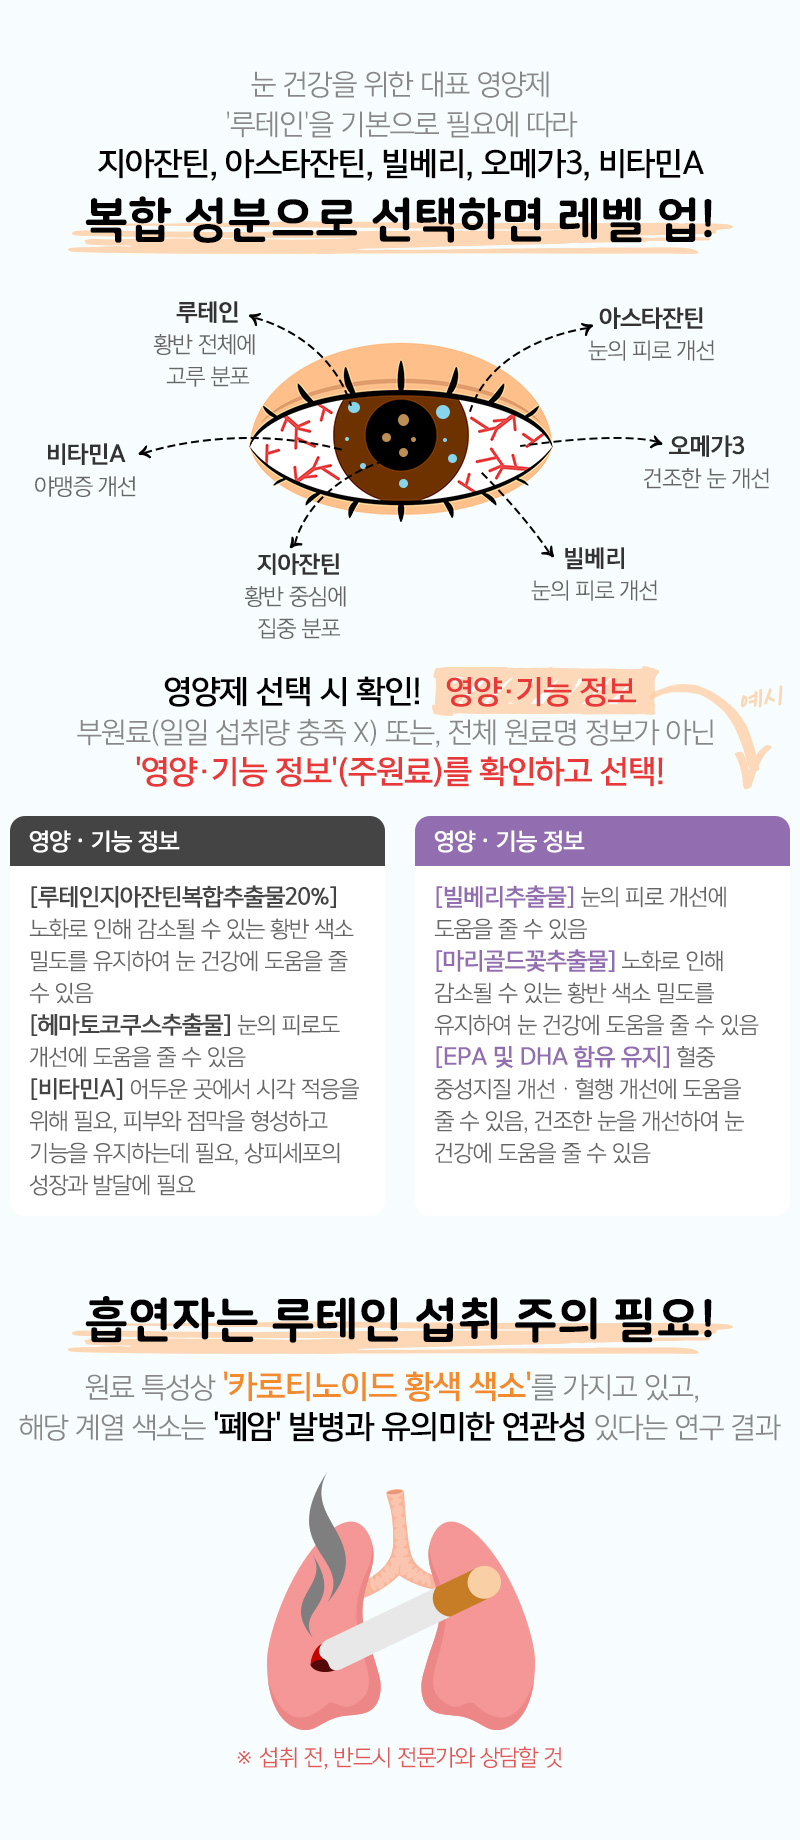 눈 건강을 위한 대표 영양제
'루테인'을 기본으로 필요에 따라
지아잔틴, 아스타잔틴, 빌베리, 오메가3, 비타민A
복합 성분으로 선택하면 레벨 업!
루테인
황반 전체에
고루 분포
아스타잔틴
눈의 피로 개선
비타민A
야맹증 개선
오메가3
건조한 눈 개선
지아잔틴
황반 중심에
집중 분포
빌베리
눈의 피로 개선
영양제 선택 시 확인! 영양·기능 정보
예시
부원료(일일 섭취량 충족 X) 또는, 전체 원료명 정보가 아닌
'영양·기능 정보'(주원료)를 확인하고 선택!
영양 · 기능 정보
[루테인지아잔틴복합추출물20%]
노화로 인해 감소될 수 있는 황반 색소
밀도를 유지하여 눈 건강에 도움을 줄
수 있음
[헤마토코쿠스추출물] 눈의 피로도
개선에 도움을 줄 수 있음
[비타민A] 어두운 곳에서 시각 적응을
위해 필요, 피부와 점막을 형성하고
기능을 유지하는데 필요, 상피세포의
성장과 발달에 필요
영양 · 기능 정보
[빌베리추출물] 눈의 피로 개선에
도움을 줄 수 있음
[마리골드꽃추출물] 노화로 인해
감소될 수 있는 황반 색소 밀도를
유지하여 눈 건강에 도움을 줄 수 있음
[EPA 및 DHA 함유 유지] 혈중
중성지질 개선 · 혈행 개선에 도움을
줄 수 있음, 건조한 눈을 개선하여 눈
건강에 도움을 줄 수 있음
흡연자는 루테인 섭취 주의 필요!
원료 특성상 '카로티노이드 황색 색소'를 가지고 있고,
해당 계열 색소는 '폐암' 발병과 유의미한 연관성 있다는 연구 결과
※ 섭취 전, 반드시 전문가와 상담할 것